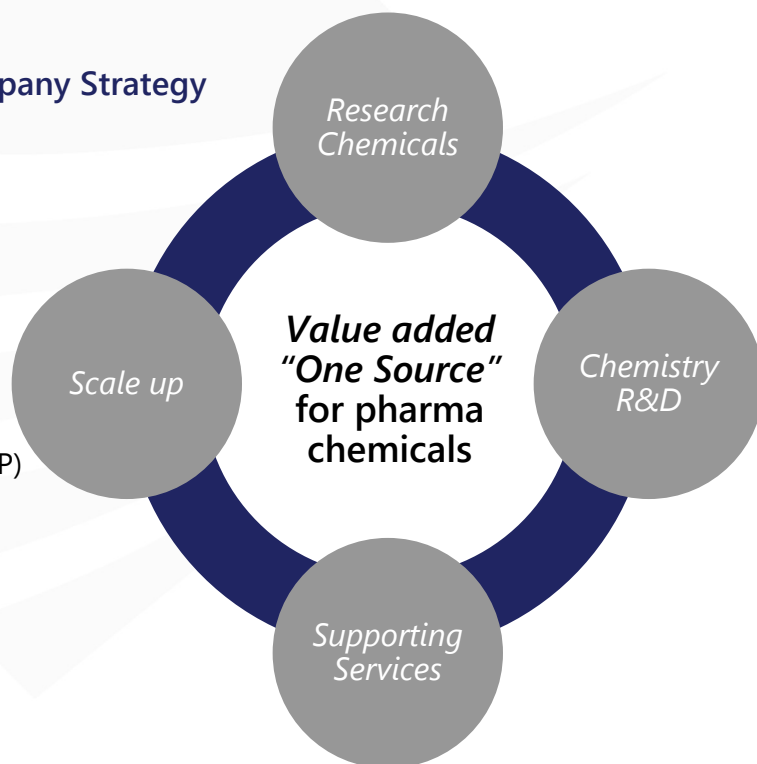 pany Strategy
Research
Chemicals
Value added
“One Source”
for pharma
chemicals
Scale up
Chemistry
R&D
P)
Supporting
Services